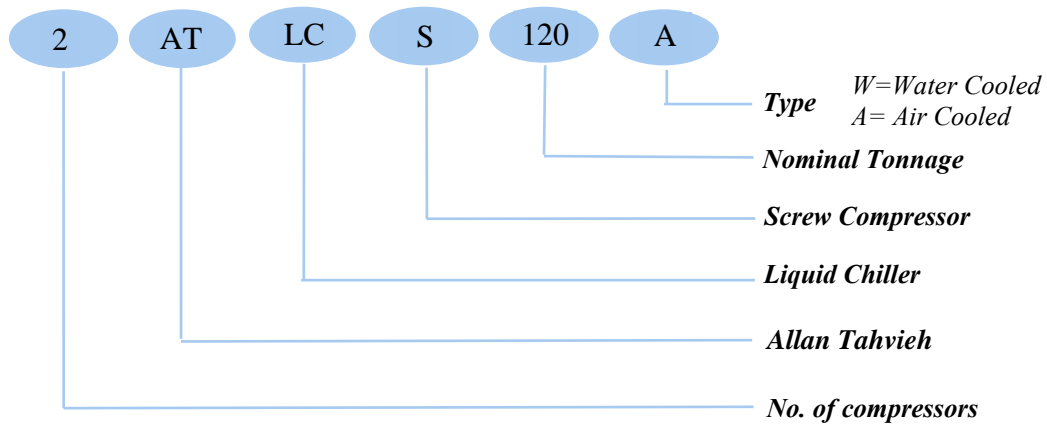 2 AT LC S 120 A
Type W=Water Cooled
A= Air Cooled
Nominal Tonnage
Screw Compressor
Liquid Chiller
Allan Tahvieh
No. of compressors